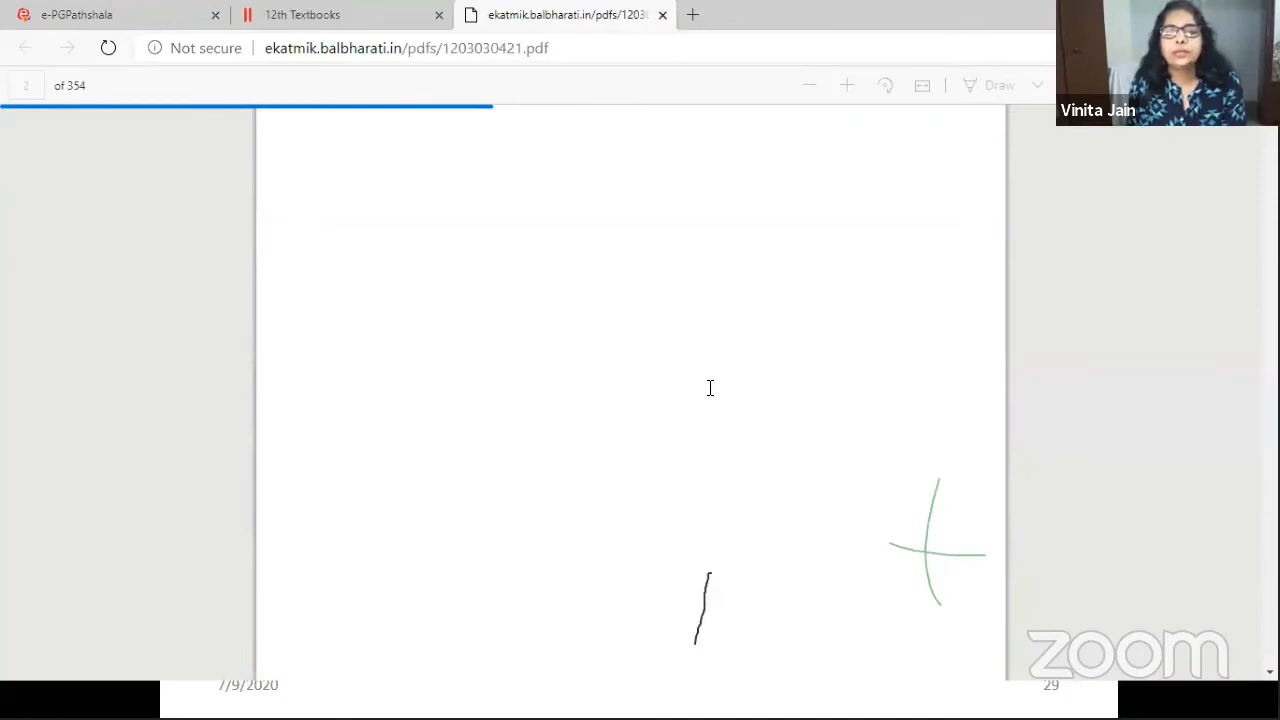 e-PGPathshala
12th Textbooks
ekatmik.balbharati.in/pdfs/1203(
Not secure
ekatmik.balbharati.in/pdfs/1203030421.pdf
2 of 354
Draw
Vinita Jain
zoom
7/9/2020
29